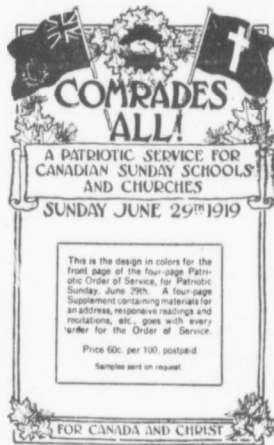 COMRADES
ALL!
A PATRIOTIC SERVICE FOR
CANADIAN SUNDAY SCHOOLS
AND CHURCHES
SUNDAY JUNE 29TH 1919
This is the design in colors for the
front page of the four-page Patri-
otic Order of Service, for Patriotic
Sunday, June 29th. A four-page
Supplement containing materials for
an address, responsive readings and
recitations, etc., goes with every
order for the Order of Service.
Price 60c. per 100, postpaid.
Samples sent on request.
FOR CANADA AND CHRIST